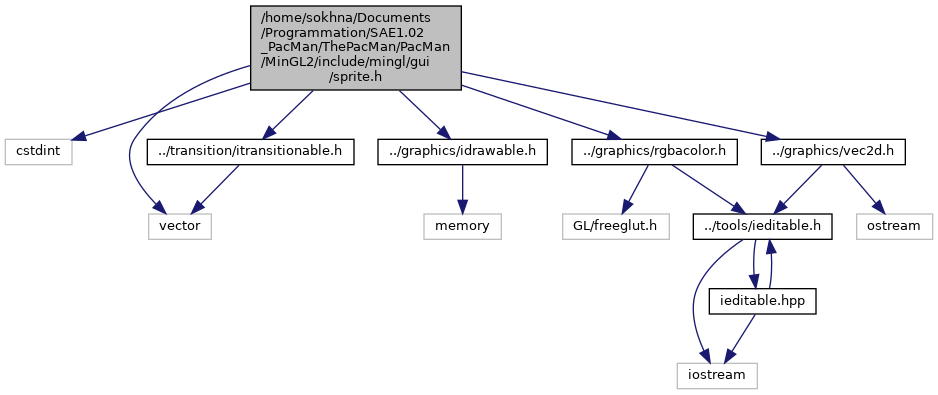 /home/sokhna/Documents
/Programmation/SAE1.02
_PacMan/ThePacMan/PacMan
/MinGL2/include/mingl/gui
/sprite.h
cstdint
../transition/itransitionable.h
../graphics/idrawable.h
../graphics/rgbacolor.h
../graphics/vec2d.h
vector
memory
GL/freeglut.h
../tools/ieditable.h
ostream
ieditable.hpp
iostream